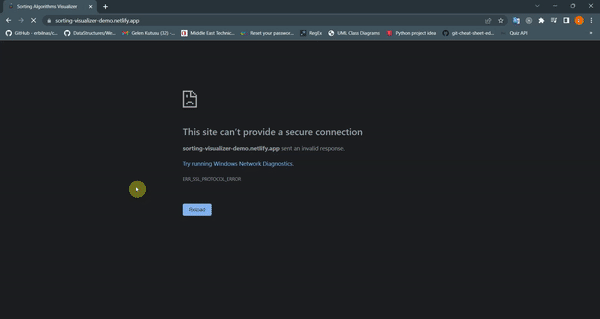 Sorting Algorithms Visualizer
sorting-visualizer-demo.netlify.app
GitHub - erbilnas/c...
DataStructures/We...
Gelen Kutusu (32) -...
Middle East Technic...
Reset your passwor...
RegEx
UML Class Diagrams
Python project idea
git-cheat-sheet-ed...
Quiz API
This site can't provide a secure connection
sorting-visualizer-demo.netlify.app sent an invalid response.
Try running Windows Network Diagnostics.
ERR_SSL_PROTOCOL_ERROR
Reload